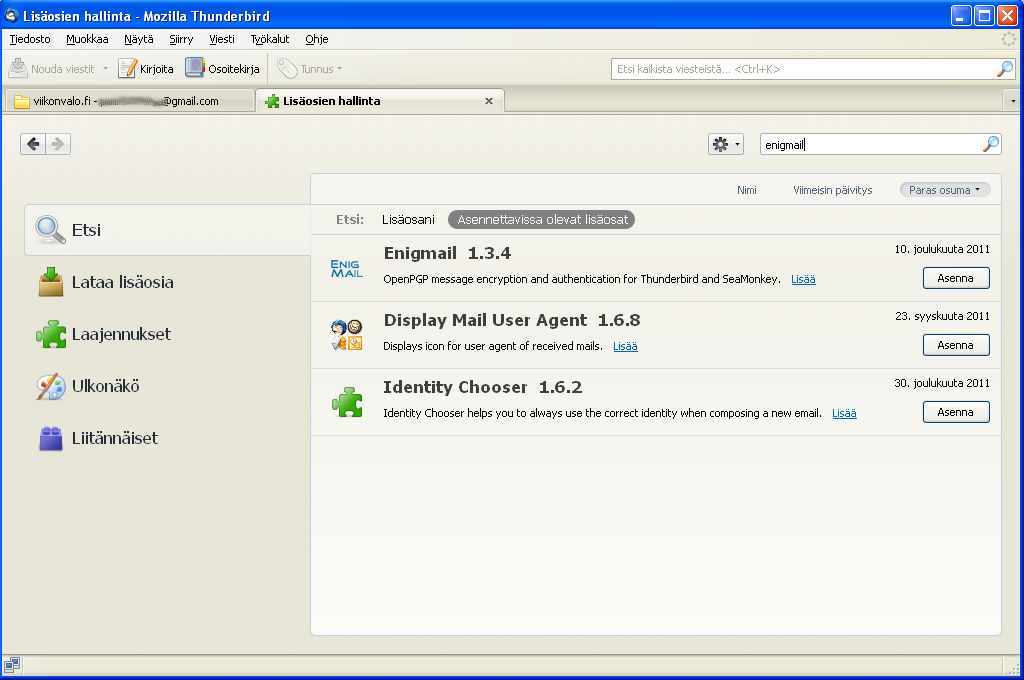 Lisäosien hallinta - Mozilla Thunderbird
Tiedosto Muokkaa Näytä Siirry Viesti Työkalut Ohje
Nouda viestit Kirjoita Osoitekirja Tunnus Etsi kaikista viesteistä... <Ctrl+K>
viikonvalo.fi - @gmail.com Lisäosien hallinta
enigmail
Nimi Viimeisin päivitys Paras osuma
Etsi: Lisäosani Asennettavissa olevat lisäosat
Etsi
Lataa lisäosia
Laajennukset
Ulkonäkö
Liitännäiset
ENIG
MAIL
Enigmail 1.3.4 10. joulukuuta 2011
OpenPGP message encryption and authentication for Thunderbird and SeaMonkey. Lisää Asenna
Display Mail User Agent 1.6.8 23. syyskuuta 2011
Displays icon for user agent of received mails. Lisää Asenna
Identity Chooser 1.6.2 30. joulukuuta 2011
Identity Chooser helps you to always use the correct identity when composing a new email. Lisää Asenna